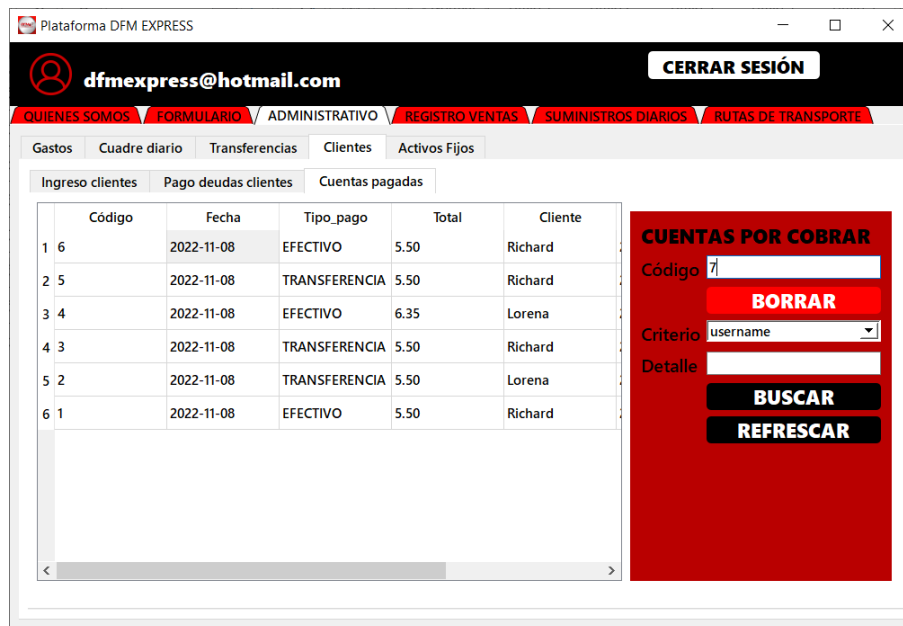 Plataforma DFM EXPRESS
dfmexpress@hotmail.com
CERRAR SESIÓN
QUIENES SOMOS FORMULARIO ADMINISTRATIVO REGISTRO VENTAS SUMINISTROS DIARIOS RUTAS DE TRANSPORTE
Gastos Cuadre diario Transferencias Clientes Activos Fijos
Ingreso clientes Pago deudas clientes Cuentas pagadas
Código Fecha Tipo_pago Total Cliente
1 6 2022-11-08 EFECTIVO 5.50 Richard
2 5 2022-11-08 TRANSFERENCIA 5.50 Richard
3 4 2022-11-08 EFECTIVO 6.35 Lorena
4 3 2022-11-08 TRANSFERENCIA 5.50 Richard
5 2 2022-11-08 TRANSFERENCIA 5.50 Lorena
6 1 2022-11-08 EFECTIVO 5.50 Richard
CUENTAS POR COBRAR
Código 7
BORRAR
Criterio username
Detalle
BUSCAR
REFRESCAR